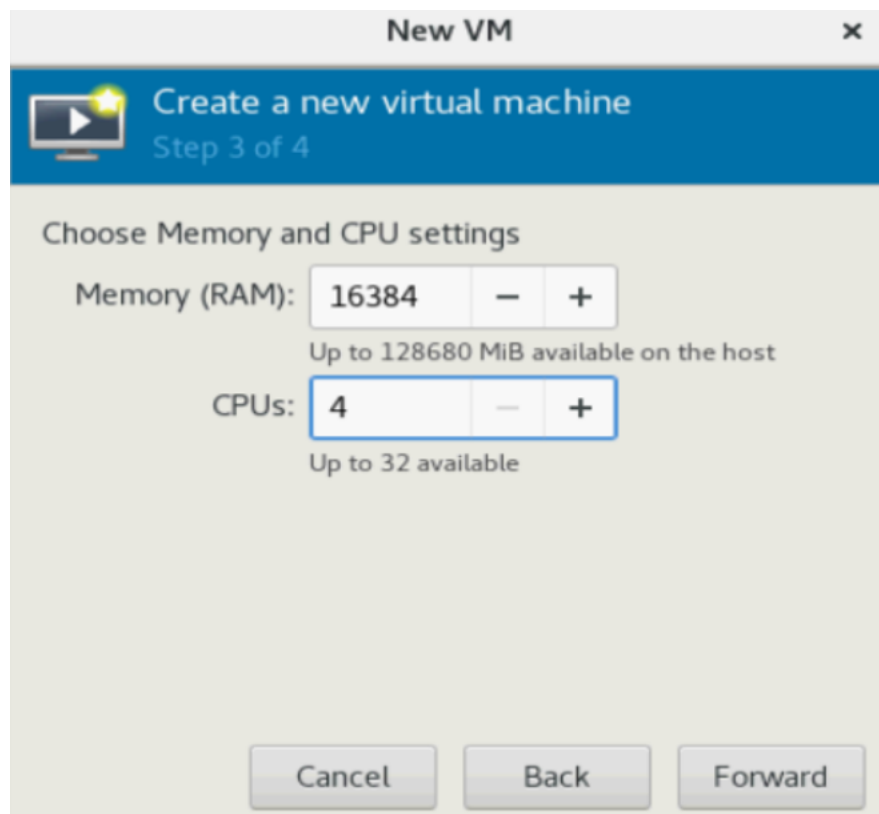 New VM ×
Create a new virtual machine
Step 3 of 4
Choose Memory and CPU settings
Memory (RAM): 16384 − +
Up to 128680 MiB available on the host
CPUs: 4 − +
Up to 32 available
Cancel Back Forward